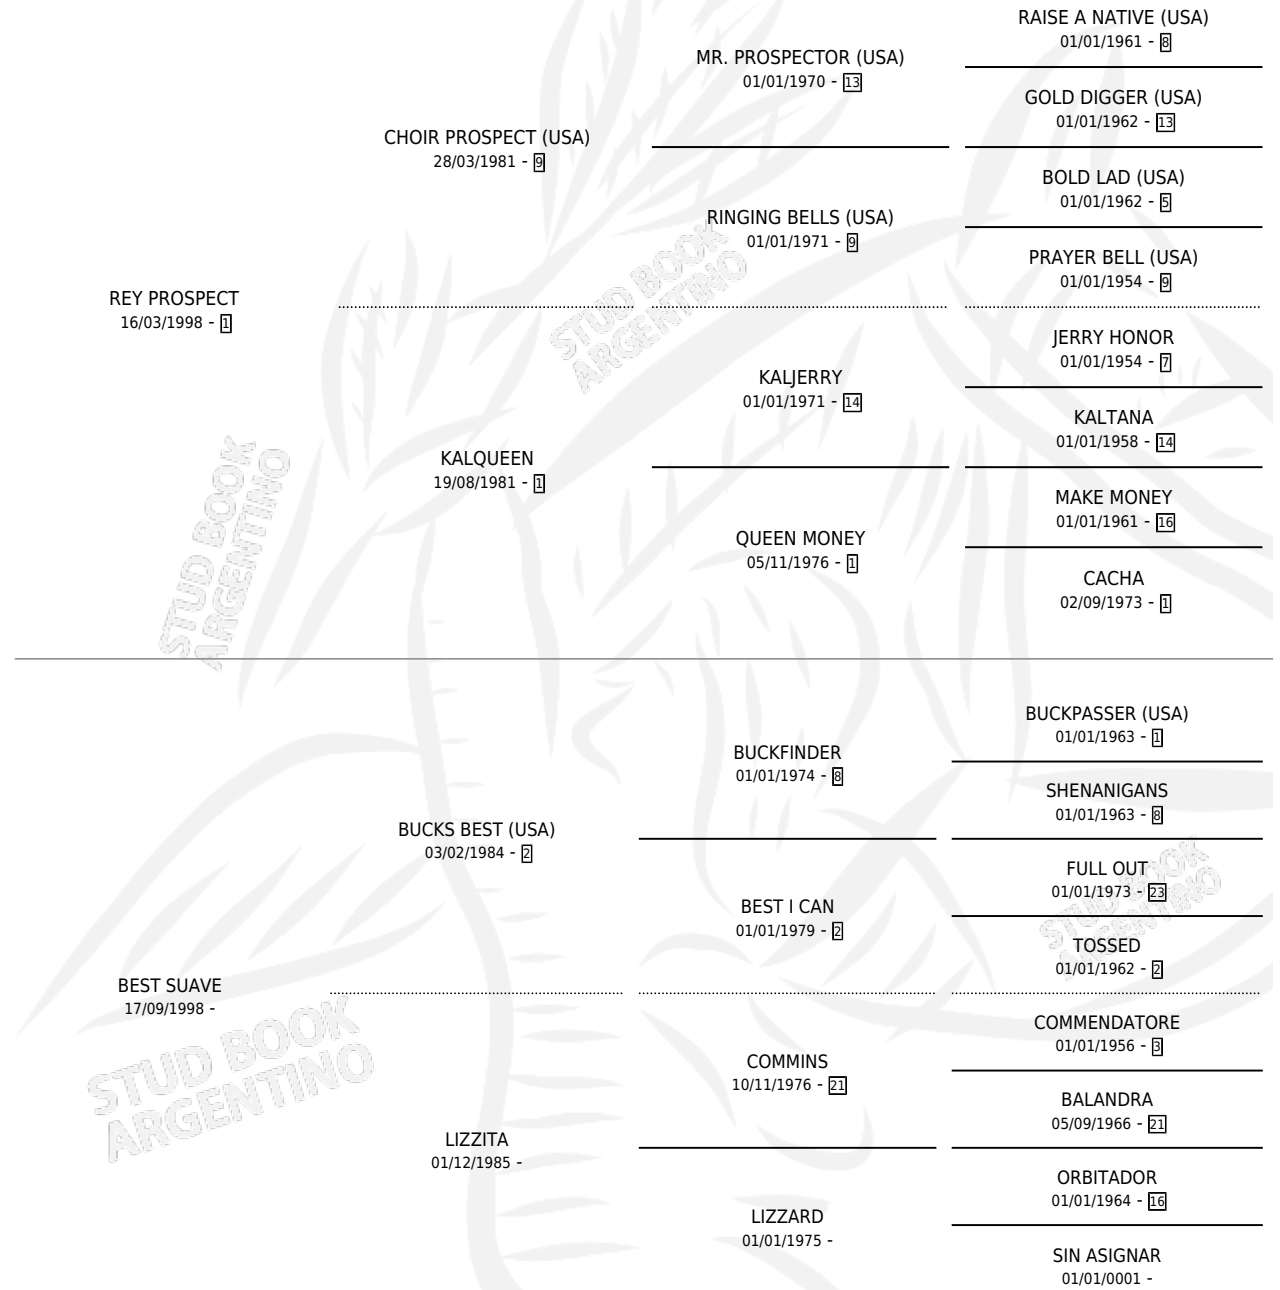 RAISE A NATIVE (USA)
01/01/1961 - 8
MR. PROSPECTOR (USA)
01/01/1970 - 13
GOLD DIGGER (USA)
01/01/1962 - 13
CHOIR PROSPECT (USA)
28/03/1981 - 9
BOLD LAD (USA)
01/01/1962 - 5
RINGING BELLS (USA)
01/01/1971 - 9
PRAYER BELL (USA)
01/01/1954 - 9
REY PROSPECT
16/03/1998 - 1
JERRY HONOR
01/01/1954 - 7
KALJERRY
01/01/1971 - 14
KALTANA
01/01/1958 - 14
KALQUEEN
19/08/1981 - 1
MAKE MONEY
01/01/1961 - 16
QUEEN MONEY
05/11/1976 - 1
CACHA
02/09/1973 - 1
STUD BOOK
ARGENTINO
STUD BOOK
ARGENTINO
BUCKPASSER (USA)
01/01/1963 - 1
BUCKFINDER
01/01/1974 - 8
SHENANIGANS
01/01/1963 - 8
BUCKS BEST (USA)
03/02/1984 - 2
FULL OUT
01/01/1973 - 23
BEST I CAN
01/01/1979 - 2
TOSSED
01/01/1962 - 2
BEST SUAVE
17/09/1998 -
COMMENDATORE
01/01/1956 - 3
COMMINS
10/11/1976 - 21
BALANDRA
05/09/1966 - 21
LIZZITA
01/12/1985 -
ORBITADOR
01/01/1964 - 16
LIZZARD
01/01/1975 -
SIN ASIGNAR
01/01/0001 -
STUD BOOK
ARGENTINO
STUD BOOK
ARGENTINO